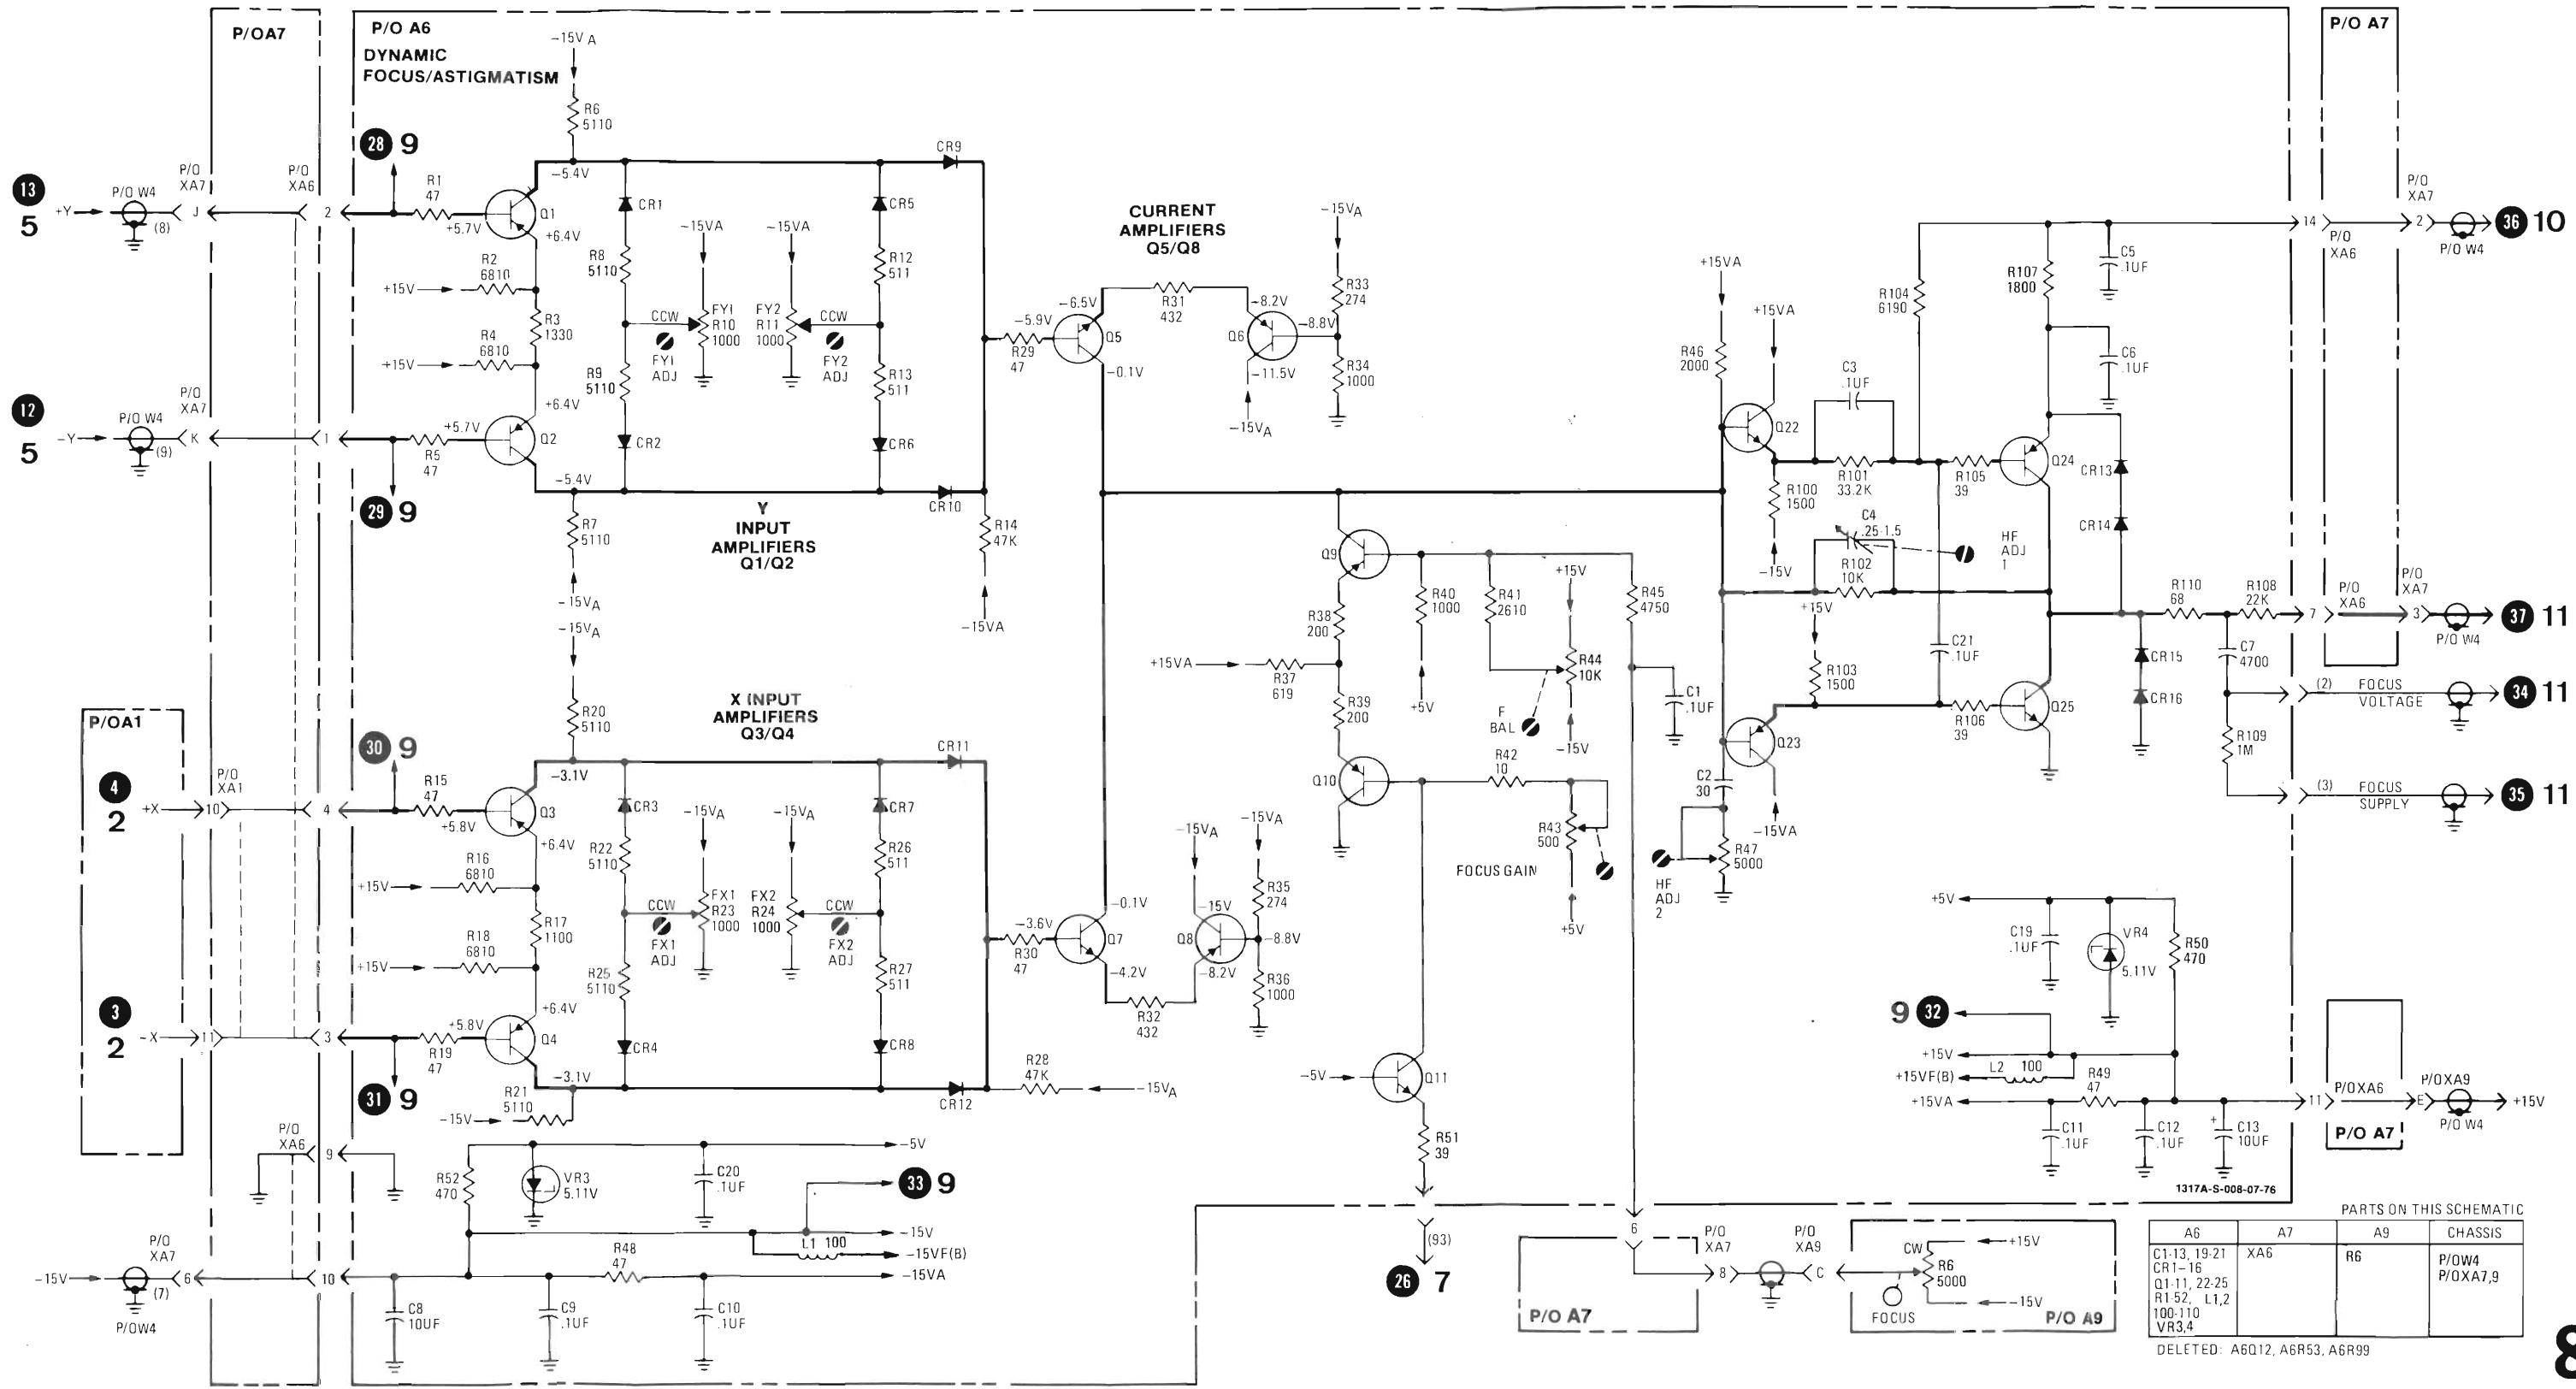 P/OA7
P/O A6
DYNAMIC
FOCUS/ASTIGMATISM
-15V A
R6
5110
28 9
13
5
+Y
P/O W4
(8)
P/O
XA7
J
P/O
XA6
2
R1
47
+5.7V
Q1
-5.4V
+6.4V
R2
6810
+15V
R3
1330
R4
6810
+15V
12
5
-Y
P/O W4
(9)
P/O
XA7
K
1
+5.7V
R5
47
+6.4V
Q2
-5.4V
29 9
CR1
R8
5110
R9
5110
CR2
-15VA
CCW
FY1
ADJ
FY1
R10
1000
-15VA
FY2
R11
1000
CCW
FY2
ADJ
CR5
R12
511
R13
511
CR6
CR9
CR10
R7
5110
-15VA
Y
INPUT
AMPLIFIERS
Q1/Q2
R14
47K
-15VA
CURRENT
AMPLIFIERS
Q5/Q8
-5.9V
R29
47
-6.5V
Q5
-0.1V
R31
432
-8.2V
Q6
-8.8V
-11.5V
-15VA
-15VA
R33
274
R34
1000
+15VA
R46
2000
+15VA
Q22
R100
1500
-15V
C3
.1UF
R101
33.2K
C4
.25-1.5
R102
10K
HF
ADJ
1
R104
6190
R105
39
Q24
R107
1800
C5
.1UF
C6
.1UF
CR13
CR14
14
P/O
XA6
P/O A7
P/O
XA7
2
P/O W4
36 10
Q9
R38
200
+15VA
R37
619
R39
200
Q10
R40
1000
+5V
R41
2610
+15V
R44
10K
-15V
F
BAL
R45
4750
C1
.1UF
R42
10
R43
500
+5V
FOCUS GAIN
+15V
R103
1500
C21
.1UF
Q23
-15VA
C2
30
R47
5000
HF
ADJ
2
R106
39
Q25
CR15
CR16
R110
68
R108
22K
C7
4700
R109
1M
7
P/O
XA6
P/O
XA7
3
P/O W4
37 11
(2)
FOCUS
VOLTAGE
34 11
(3)
FOCUS
SUPPLY
35 11
-15VA
R20
5110
X INPUT
AMPLIFIERS
Q3/Q4
P/OA1
4
2
+X
P/O
XA1
10
4
30 9
R15
47
+5.8V
Q3
-3.1V
+6.4V
R16
6810
+15V
R17
1100
R18
6810
+15V
3
2
-X
11
3
+5.8V
R19
47
+6.4V
Q4
-3.1V
31 9
R21
5110
-15V
CR3
R22
5110
R25
5110
CR4
-15VA
CCW
FX1
ADJ
FX1
R23
1000
-15VA
FX2
R24
1000
CCW
FX2
ADJ
CR7
R26
511
R27
511
CR8
CR11
CR12
R28
47K
-15VA
-3.6V
R30
47
-0.1V
Q7
-4.2V
R32
432
-15VA
-15V
Q8
-8.2V
-8.8V
-15VA
R35
274
R36
1000
-5V
Q11
R51
39
(93)
26 7
+5V
C19
.1UF
VR4
5.11V
R50
470
9 32
+15V
L2 100
+15VF(B)
R49
47
+15VA
C11
.1UF
C12
.1UF
+
C13
10UF
11
P/OXA6
P/OXA9
E
P/O W4
+15V
P/O A7
P/O
XA6
9
R52
470
VR3
5.11V
C20
.1UF
-5V
33 9
-15V
L1 100
-15VF(B)
P/O
XA7
-15V
6
(7)
P/OW4
10
R48
47
-15VA
C8
10UF
C9
.1UF
C10
.1UF
6
P/O A7
P/O
XA7
8
P/O
XA9
C
CW
+15V
R6
5000
-15V
FOCUS
P/O A9
1317A-S-008-07-76
PARTS ON THIS SCHEMATIC
A6 A7 A9 CHASSIS
C1-13, 19-21 XA6 R6 P/OW4
CR1-16 P/OXA7,9
Q1-11, 22-25
R1-52, L1,2
100-110
VR3,4
DELETED: A6Q12, A6R53, A6R99
8